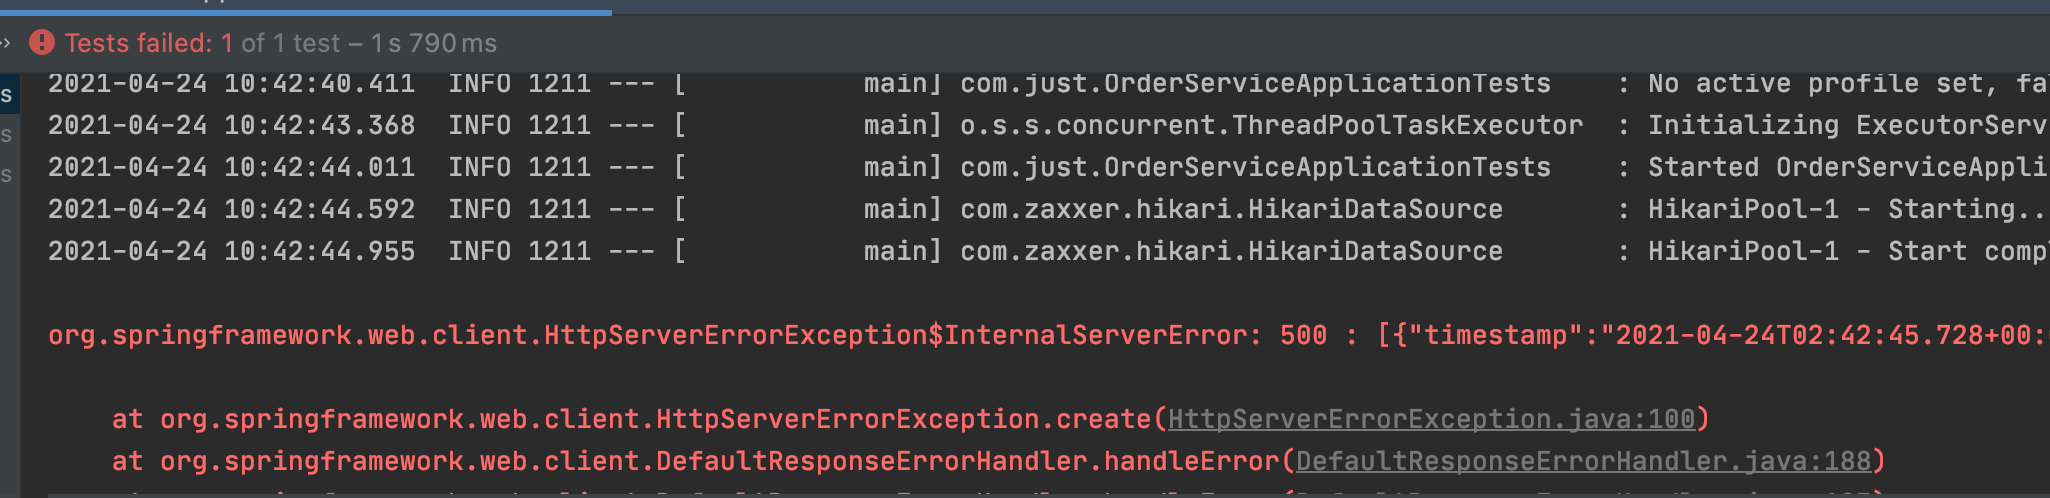 Tests failed: 1 of 1 test – 1 s 790 ms
2021-04-24 10:42:40.411  INFO 1211 --- [           main] com.just.OrderServiceApplicationTests    : No active profile set, fa
s
2021-04-24 10:42:43.368  INFO 1211 --- [           main] o.s.s.concurrent.ThreadPoolTaskExecutor  : Initializing ExecutorServ
s
2021-04-24 10:42:44.011  INFO 1211 --- [           main] com.just.OrderServiceApplicationTests    : Started OrderServiceAppli
s
2021-04-24 10:42:44.592  INFO 1211 --- [           main] com.zaxxer.hikari.HikariDataSource       : HikariPool-1 - Starting..
2021-04-24 10:42:44.955  INFO 1211 --- [           main] com.zaxxer.hikari.HikariDataSource       : HikariPool-1 - Start comp
org.springframework.web.client.HttpServerErrorException$InternalServerError: 500 : [{"timestamp":"2021-04-24T02:42:45.728+00:
at org.springframework.web.client.HttpServerErrorException.create(HttpServerErrorException.java:100)
at org.springframework.web.client.DefaultResponseErrorHandler.handleError(DefaultResponseErrorHandler.java:188)